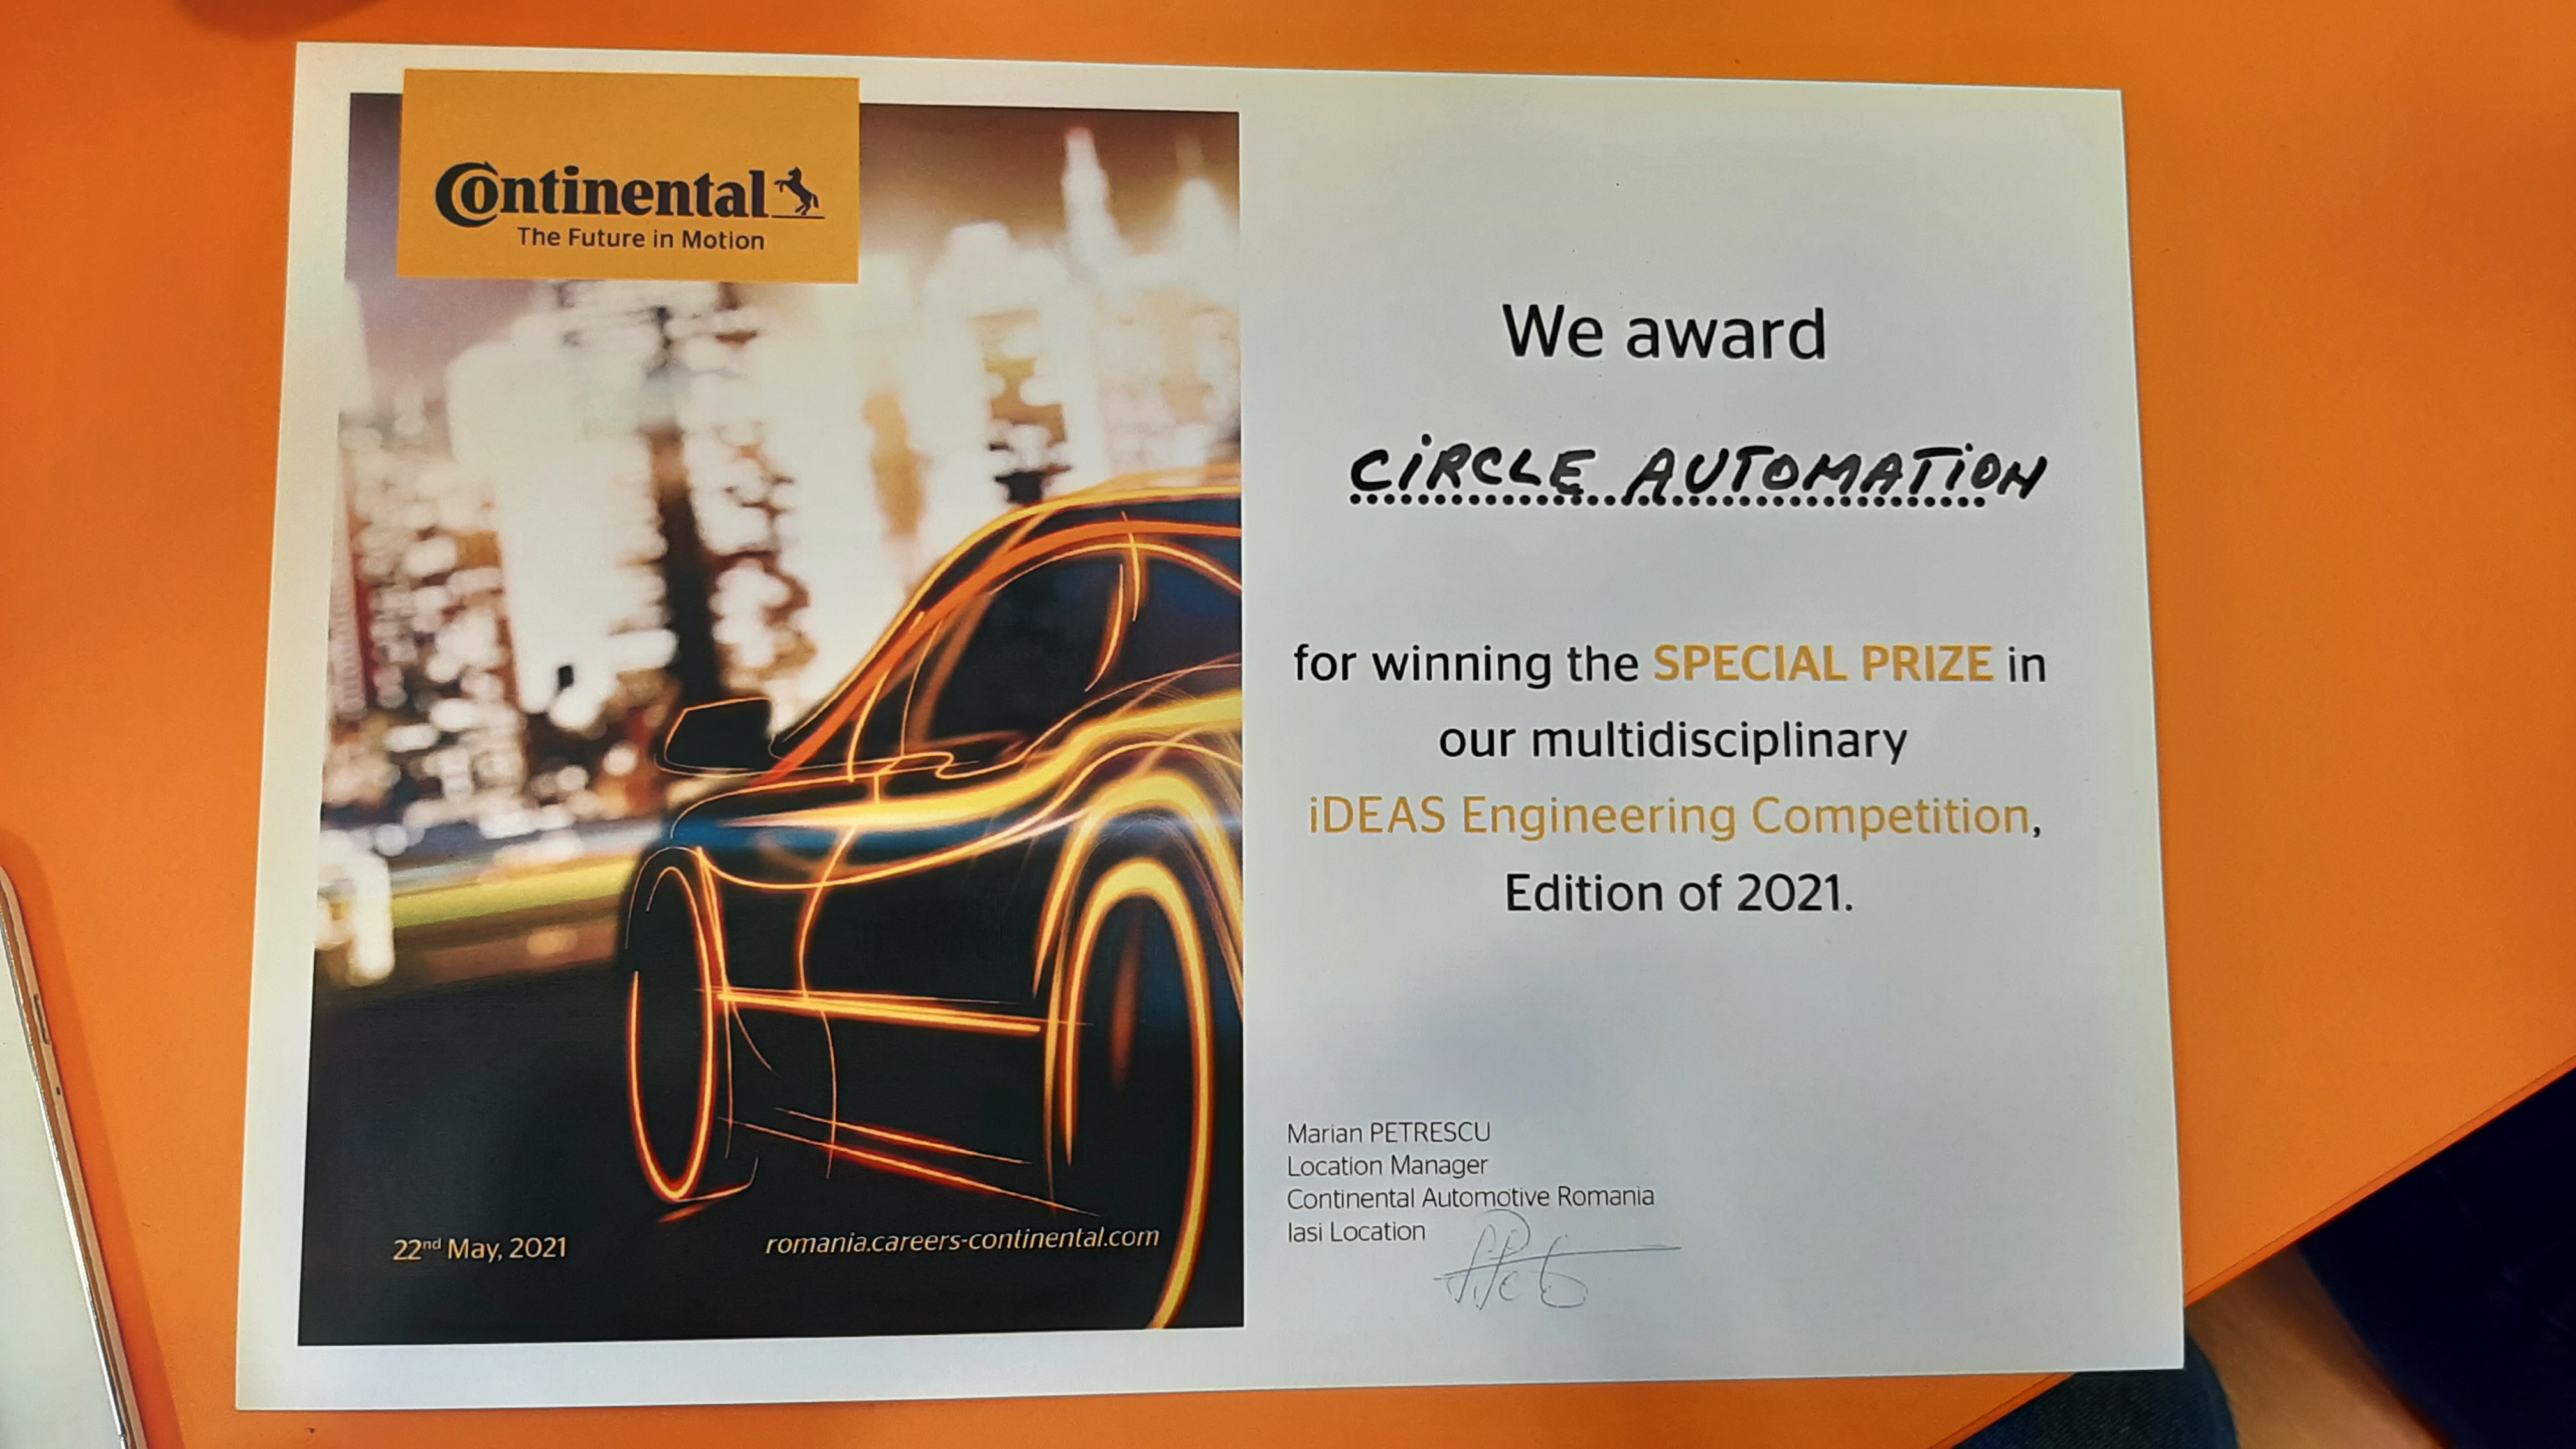 Continental
The Future in Motion
We award
CiRCLE AUTOMATiON
for winning the SPECIAL PRIZE in
our multidisciplinary
iDEAS Engineering Competition,
Edition of 2021.
Marian PETRESCU
Location Manager
Continental Automotive Romania
Iasi Location
22nd May, 2021
romania.careers-continental.com